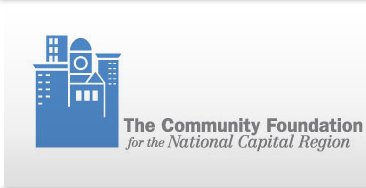 The Community Foundation
for the National Capital Region